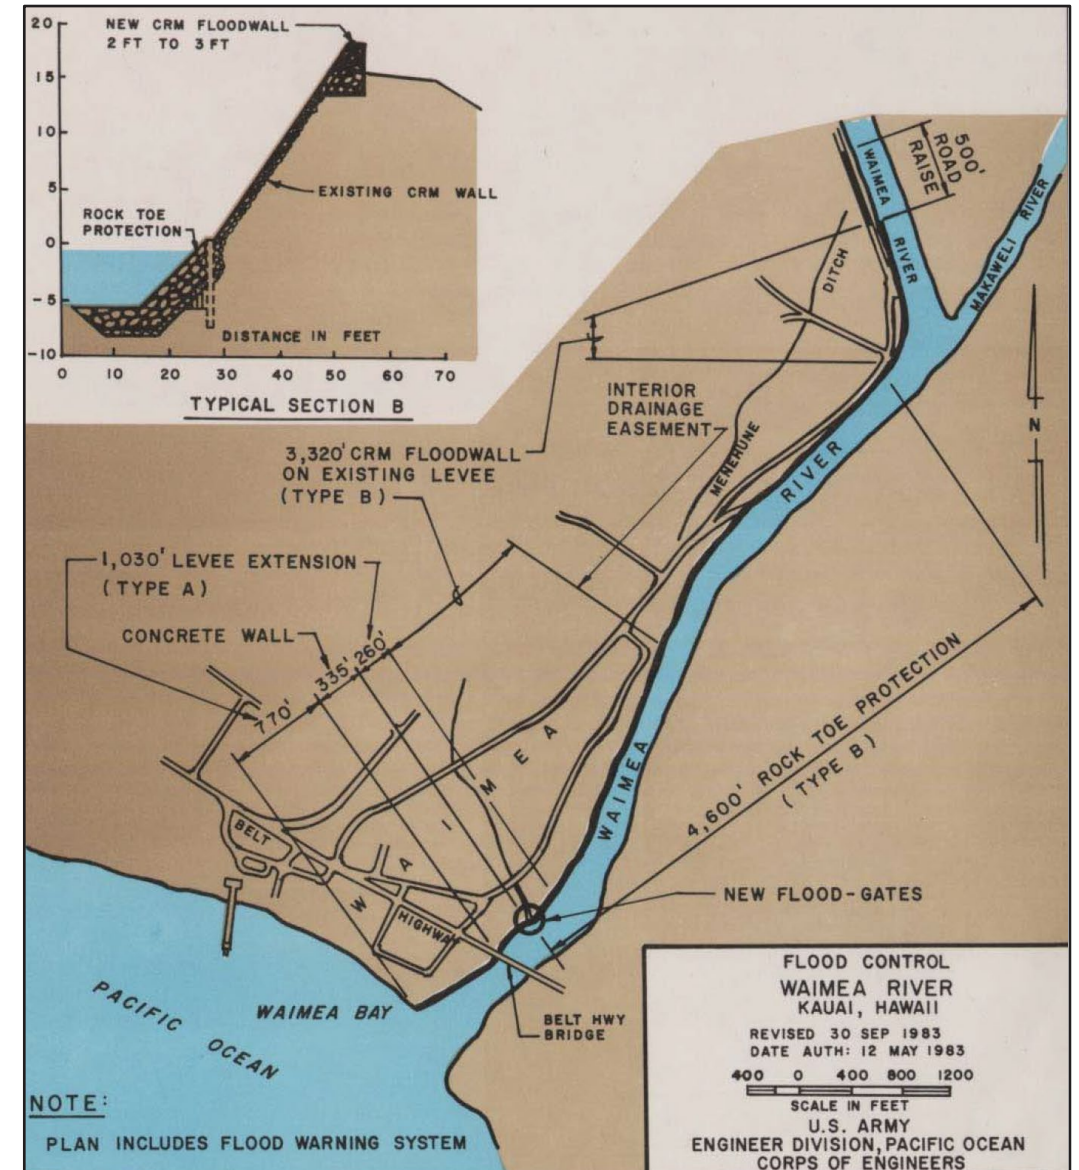 20
15
10
5
0
-5
-10
0 10 20 30 40 50 60 70
NEW CRM FLOODWALL
2 FT TO 3 FT
EXISTING CRM WALL
ROCK TOE
PROTECTION
DISTANCE IN FEET
TYPICAL SECTION B
500'
ROAD
RAISE
WAIMEA
RIVER
MAKAWELI RIVER
DITCH
MENEHUNE
INTERIOR
DRAINAGE
EASEMENT
N
RIVER
3,320' CRM FLOODWALL
ON EXISTING LEVEE
(TYPE B)
1,030' LEVEE EXTENSION
(TYPE A)
CONCRETE WALL
770'
335'
260'
4,600' ROCK TOE PROTECTION
(TYPE B)
WAIMEA
WAIMEA
BELT
HIGHWAY
NEW FLOOD-GATES
BELT HWY
BRIDGE
WAIMEA BAY
PACIFIC
OCEAN
NOTE:
PLAN INCLUDES FLOOD WARNING SYSTEM
FLOOD CONTROL
WAIMEA RIVER
KAUAI, HAWAII
REVISED 30 SEP 1983
DATE AUTH: 12 MAY 1983
400 0 400 800 1200
SCALE IN FEET
U.S. ARMY
ENGINEER DIVISION, PACIFIC OCEAN
CORPS OF ENGINEERS